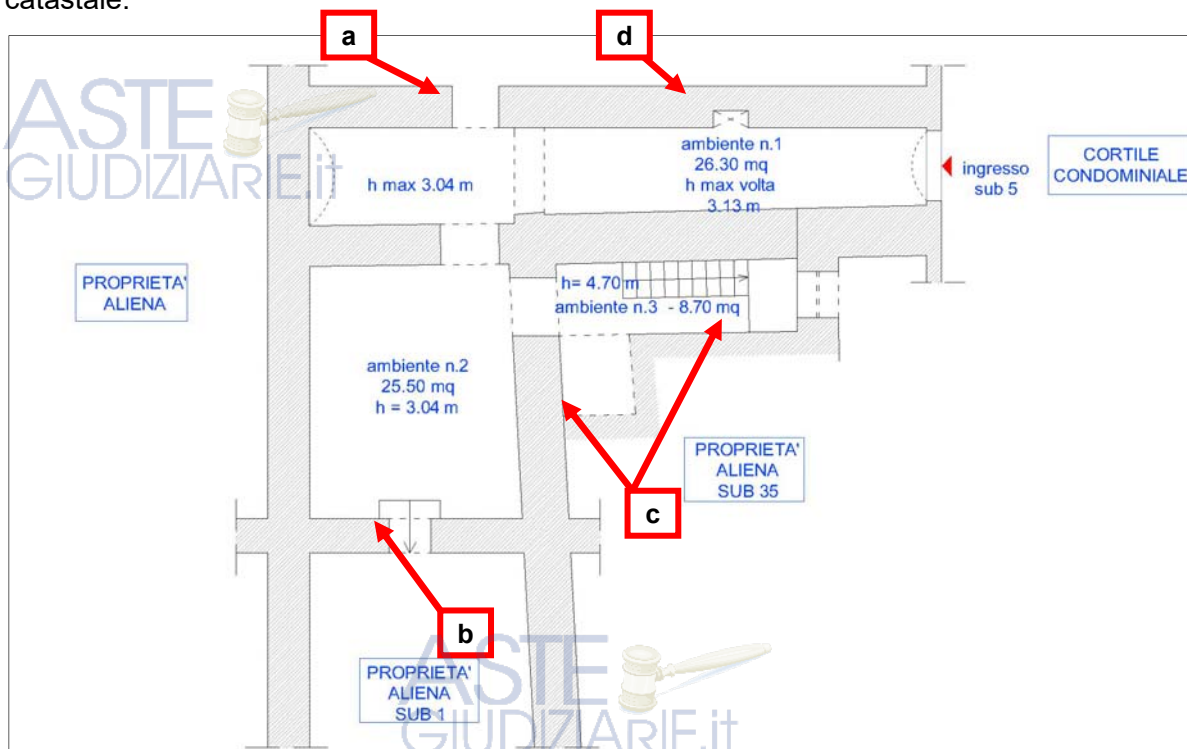 catastale:
a
d
ASTE
GIUDIZIARIE.it
h max 3.04 m
ambiente n.1
26.30 mq
h max volta
3.13 m
ingresso
sub 5
CORTILE
CONDOMINIALE
PROPRIETA'
ALIENA
h= 4.70 m
ambiente n.3 - 8.70 mq
ambiente n.2
25.50 mq
h = 3.04 m
PROPRIETA'
ALIENA
SUB 35
c
b
PROPRIETA'
ALIENA
SUB 1
ASTE
GIUDIZIARIE.it